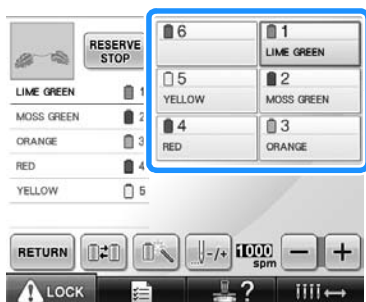 RESERVE
STOP
6
1
LIME GREEN
5
YELLOW
2
MOSS GREEN
4
RED
3
ORANGE
LIME GREEN 1
MOSS GREEN 2
ORANGE 3
RED 4
YELLOW 5
RETURN
-/+
1000
spm
− +
LOCK
?